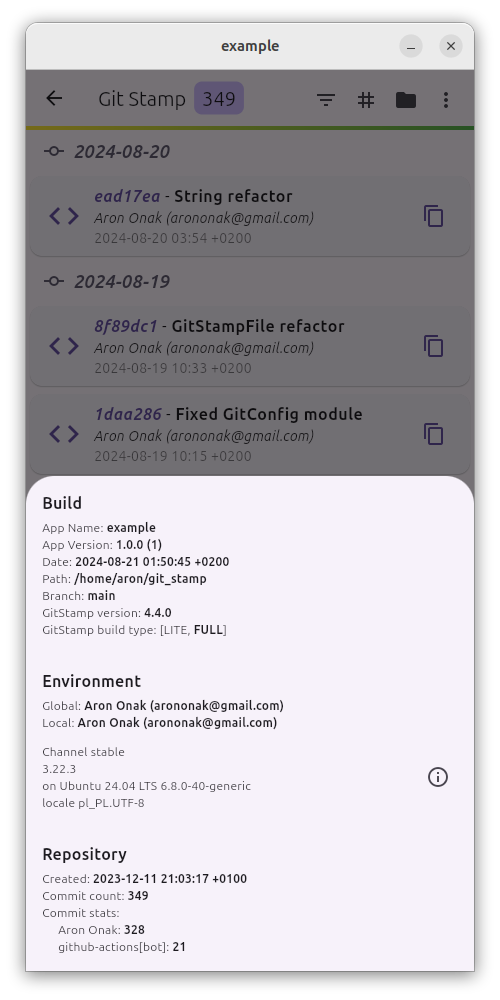 example
Git Stamp 349
2024-08-20
ead17ea - String refactor
Aron Onak (arononak@gmail.com)
2024-08-20 03:54 +0200
2024-08-19
8f89dc1 - GitStampFile refactor
Aron Onak (arononak@gmail.com)
2024-08-19 10:33 +0200
1daa286 - Fixed GitConfig module
Aron Onak (arononak@gmail.com)
2024-08-19 10:15 +0200
Build
App Name: example
App Version: 1.0.0 (1)
Date: 2024-08-21 01:50:45 +0200
Path: /home/aron/git_stamp
Branch: main
GitStamp version: 4.4.0
GitStamp build type: [LITE, FULL]
Environment
Global: Aron Onak (arononak@gmail.com)
Local: Aron Onak (arononak@gmail.com)
Channel stable
3.22.3
on Ubuntu 24.04 LTS 6.8.0-40-generic
locale pl_PL.UTF-8
Repository
Created: 2023-12-11 21:03:17 +0100
Commit count: 349
Commit stats:
Aron Onak: 328
github-actions[bot]: 21